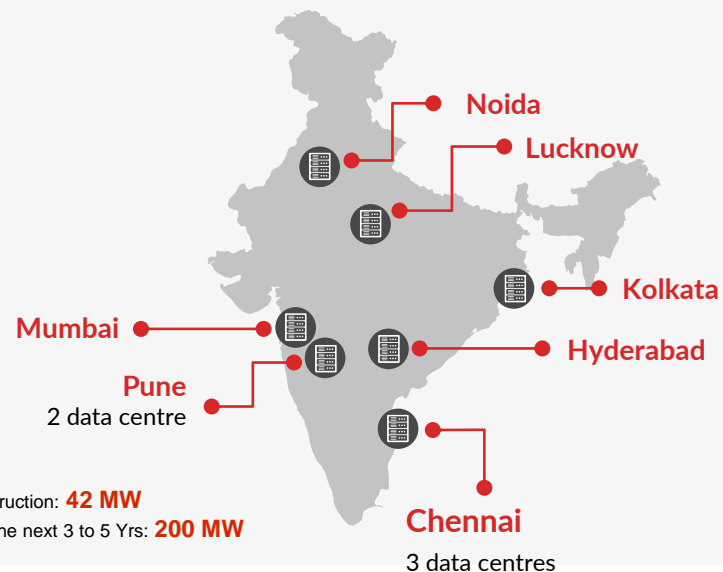 Noida
Lucknow
Kolkata
Mumbai
Hyderabad
Pune
2 data centre
ruction: 42 MW
ne next 3 to 5 Yrs: 200 MW
Chennai
3 data centres